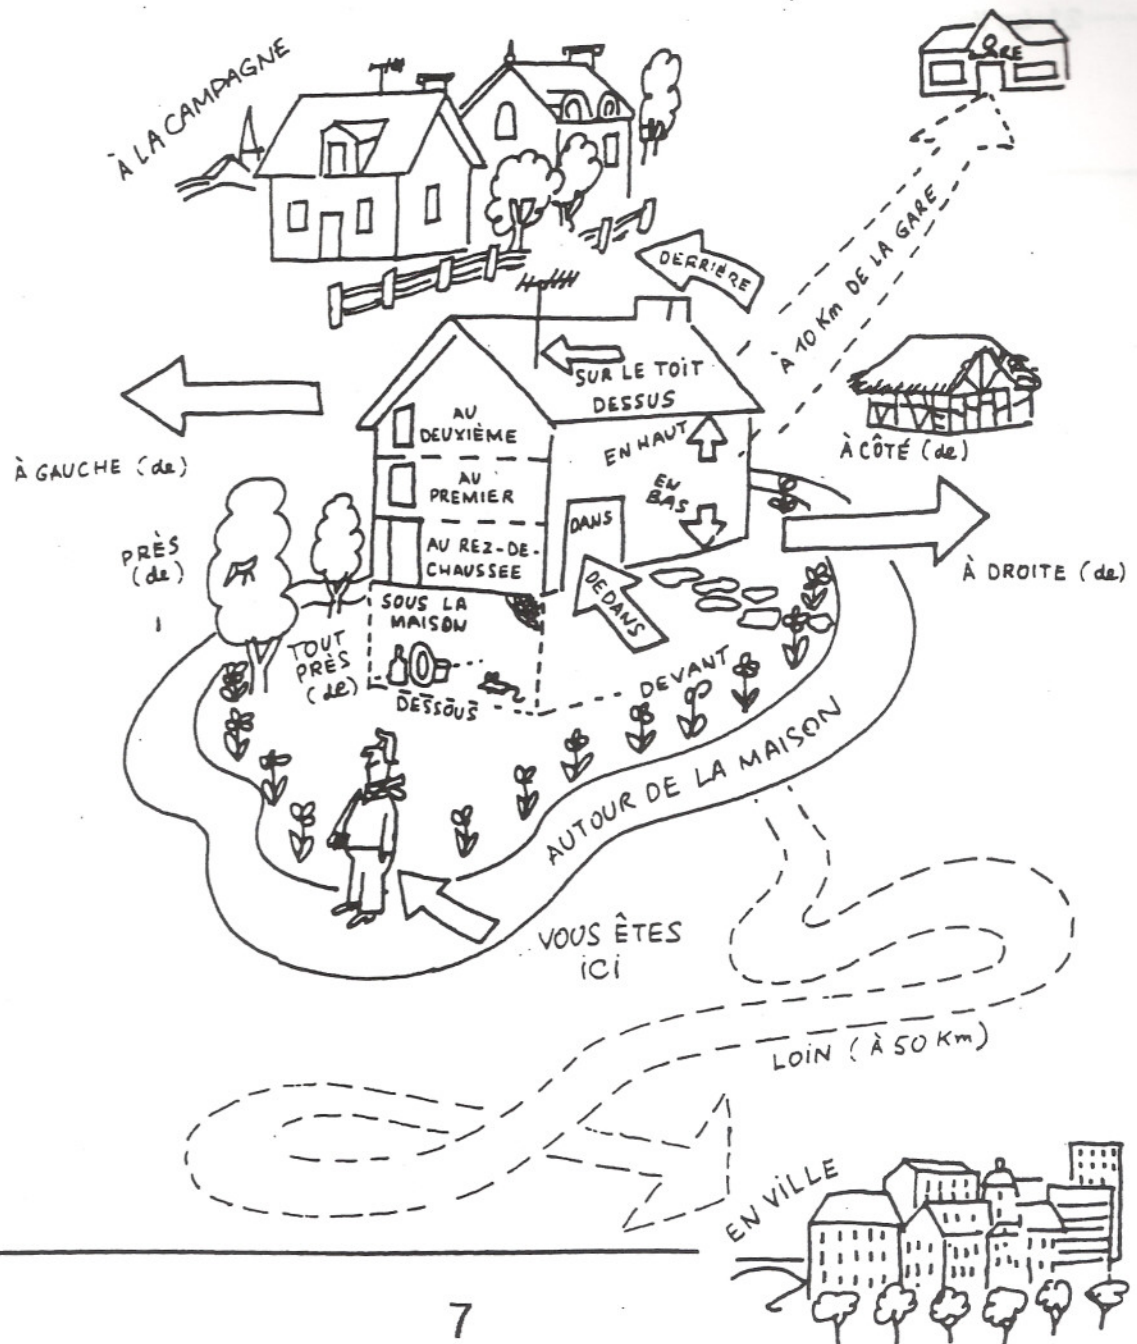 À LA CAMPAGNE
GARE
À 10 Km DE LA GARE
DERRIÈRE
SUR LE TOIT
DESSUS
AU
DEUXIÈME
EN HAUT
À CÔTÉ (de)
À GAUCHE (de)
AU
PREMIER
EN
BAS
DANS
PRÈS
(de)
AU REZ-DE-
CHAUSSEE
À DROITE (de)
DEDANS
SOUS LA
MAISON
TOUT
PRÈS
(de)
DEVANT
DESSOUS
AUTOUR DE LA MAISON
VOUS ÊTES
iCi
LOIN (À 50 Km)
EN VILLE
7